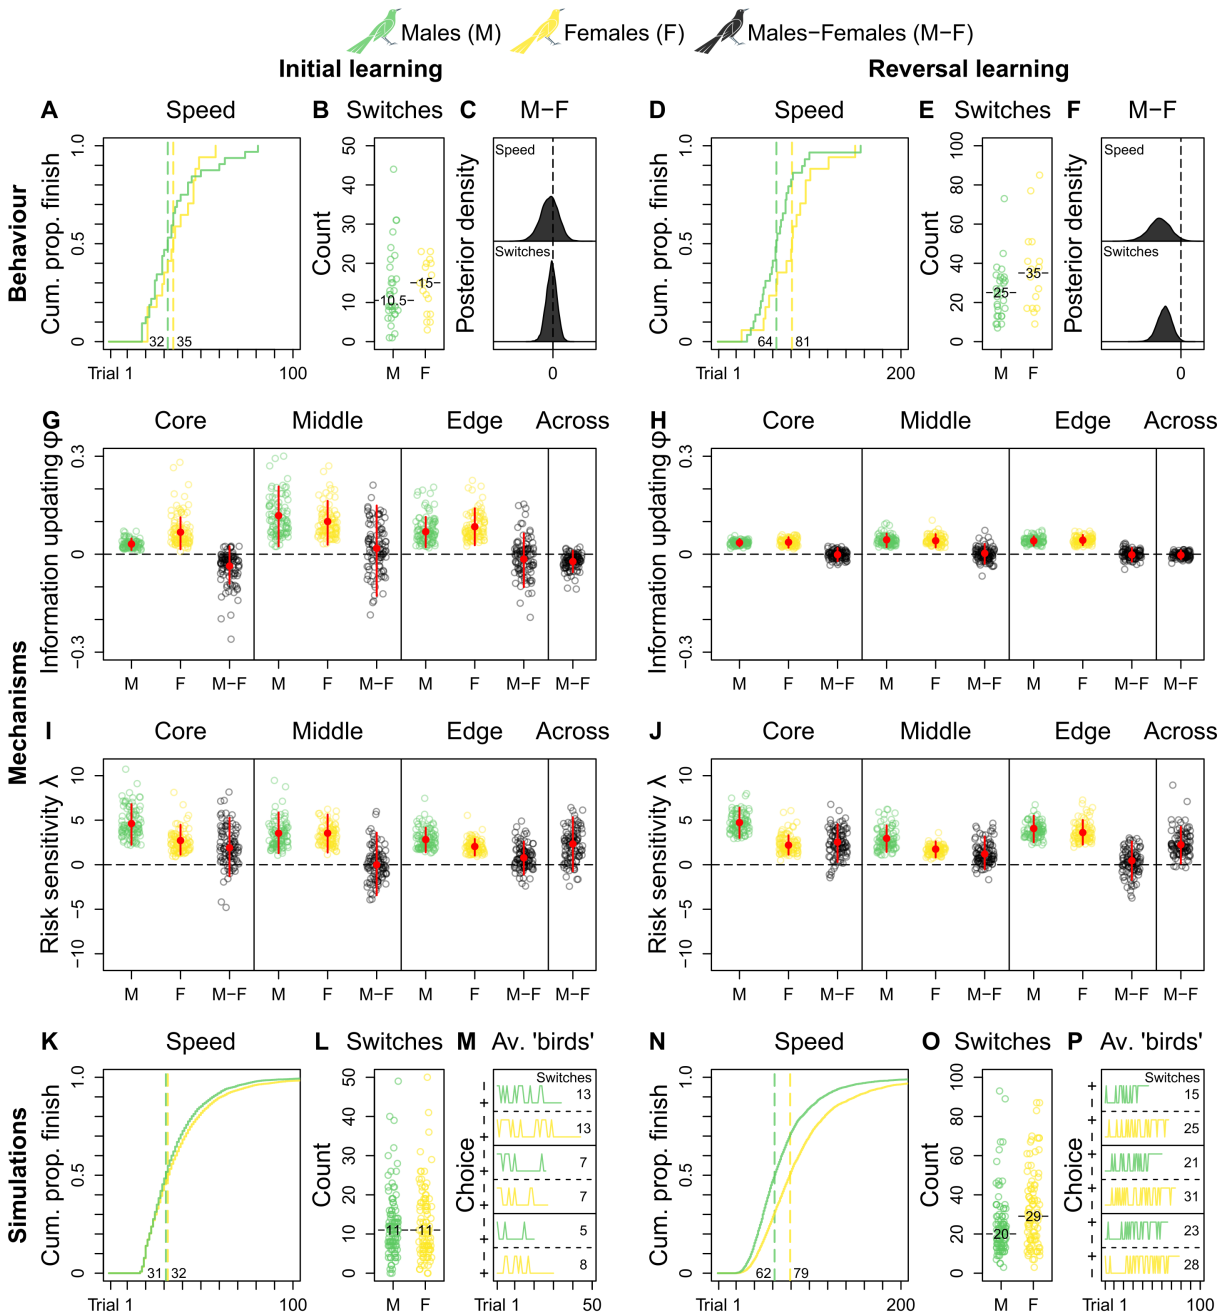 Males (M) Females (F) Males−Females (M−F)
Initial learning Reversal learning
A Speed B Switches C M−F D Speed E Switches F M−F
Behaviour
Cum. prop. finish
1.0
0.5
0
32 35
Trial 1 100
Count
50
40
30
20
10
0
10.5
15
M F
Posterior density
Speed
Switches
0
Cum. prop. finish
1.0
0.5
0
64 81
Trial 1 200
Count
100
80
60
40
20
0
25
35
M F
Posterior density
Speed
Switches
0
Mechanisms
G Core Middle Edge Across
Information updating φ
0.3
0
−0.3
M F M−F M F M−F M F M−F M−F
H Core Middle Edge Across
Information updating φ
0.3
0
−0.3
M F M−F M F M−F M F M−F M−F
I Core Middle Edge Across
Risk sensitivity λ
10
5
0
−5
−10
M F M−F M F M−F M F M−F M−F
J Core Middle Edge Across
Risk sensitivity λ
10
5
0
−5
−10
M F M−F M F M−F M F M−F M−F
Simulations
K Speed L Switches M Av. 'birds' N Speed O Switches P Av. 'birds'
Cum. prop. finish
1.0
0.5
0
31 32
Trial 1 100
Count
50
40
30
20
10
0
11 11
M F
Choice
Switches
− + 13
− + 13
− + 7
− + 7
− + 5
− + 8
Trial 1 50
Cum. prop. finish
1.0
0.5
0
62 79
Trial 1 200
Count
100
80
60
40
20
0
20
29
M F
Choice
Switches
+ − 15
+ − 25
+ − 21
+ − 31
+ − 23
+ − 28
Trial 1 100